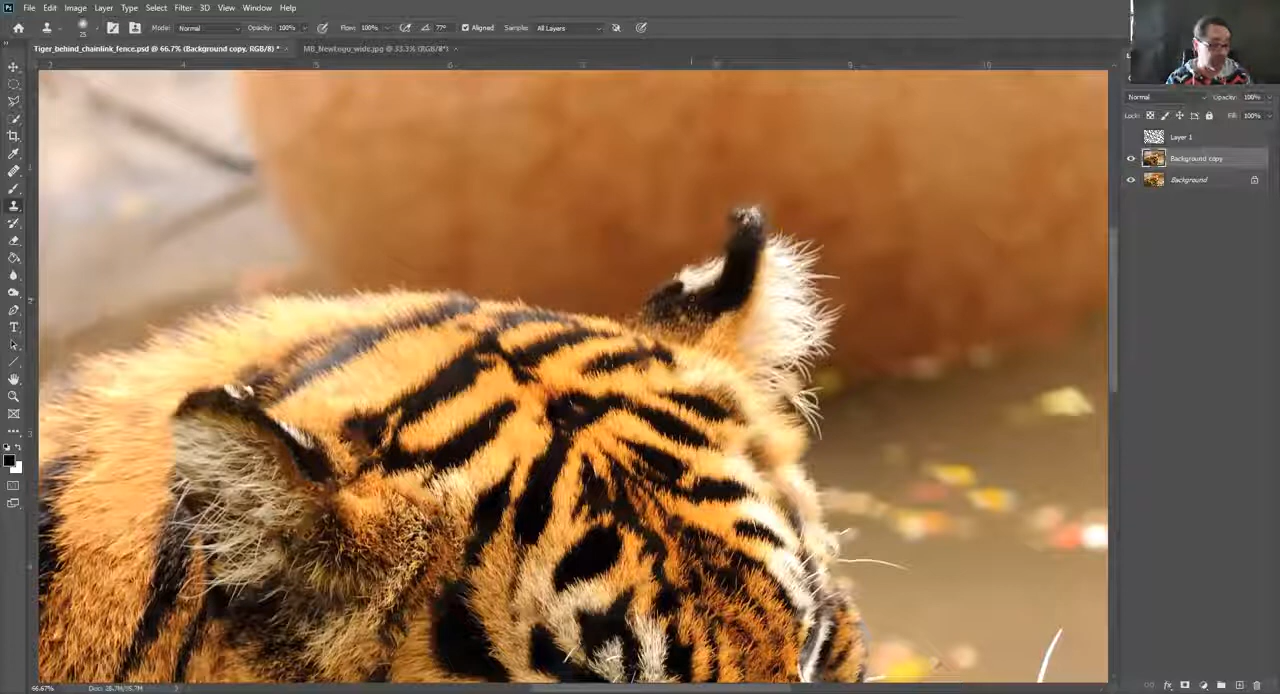 File Edit Image Layer Type Select Filter 3D View Window Help
25 Mode: Normal Opacity: 100% Flow: 100% 77° Aligned Sample: All Layers
Tiger_behind_chainlink_fence.psd @ 66.7% (Background copy, RGB/8) * × MB_NewLogo_wide.jpg @ 33.3% (RGB/8*) ×
Normal Opacity: 100%
Lock: Fill: 100%
Layer 1
Background copy
Background
66.67% Doc: 28.7M/95.7M